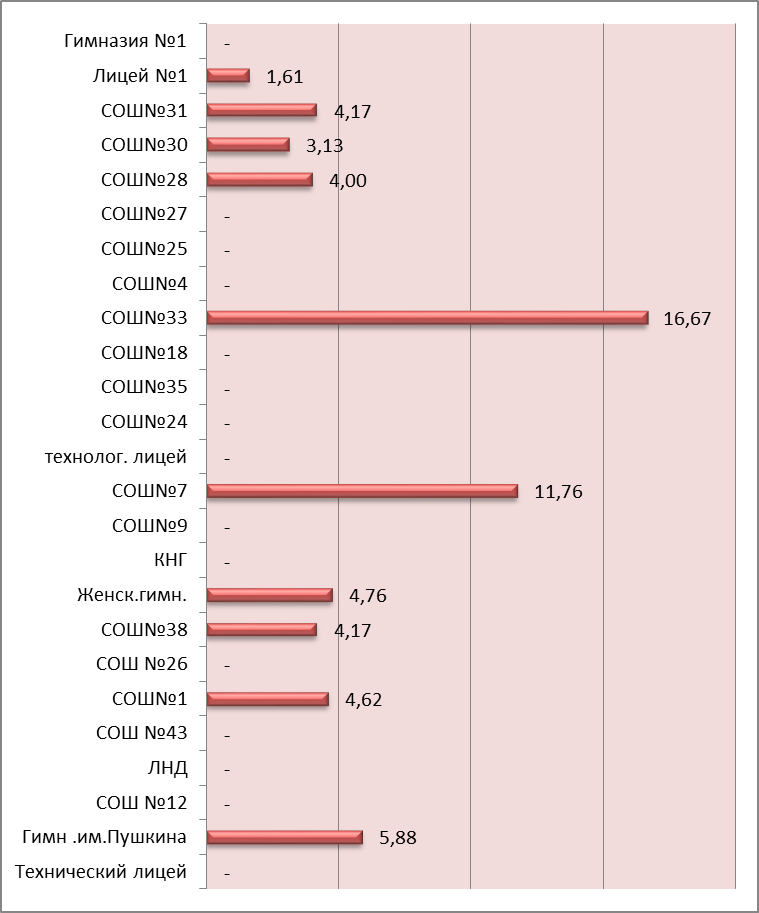 Гимназия №1 -
Лицей №1 1,61
СОШ№31 4,17
СОШ№30 3,13
СОШ№28 4,00
СОШ№27 -
СОШ№25 -
СОШ№4 -
СОШ№33 16,67
СОШ№18 -
СОШ№35 -
СОШ№24 -
технолог. лицей -
СОШ№7 11,76
СОШ№9 -
КНГ -
Женск.гимн. 4,76
СОШ№38 4,17
СОШ №26 -
СОШ№1 4,62
СОШ №43 -
ЛНД -
СОШ №12 -
Гимн .им.Пушкина 5,88
Технический лицей -